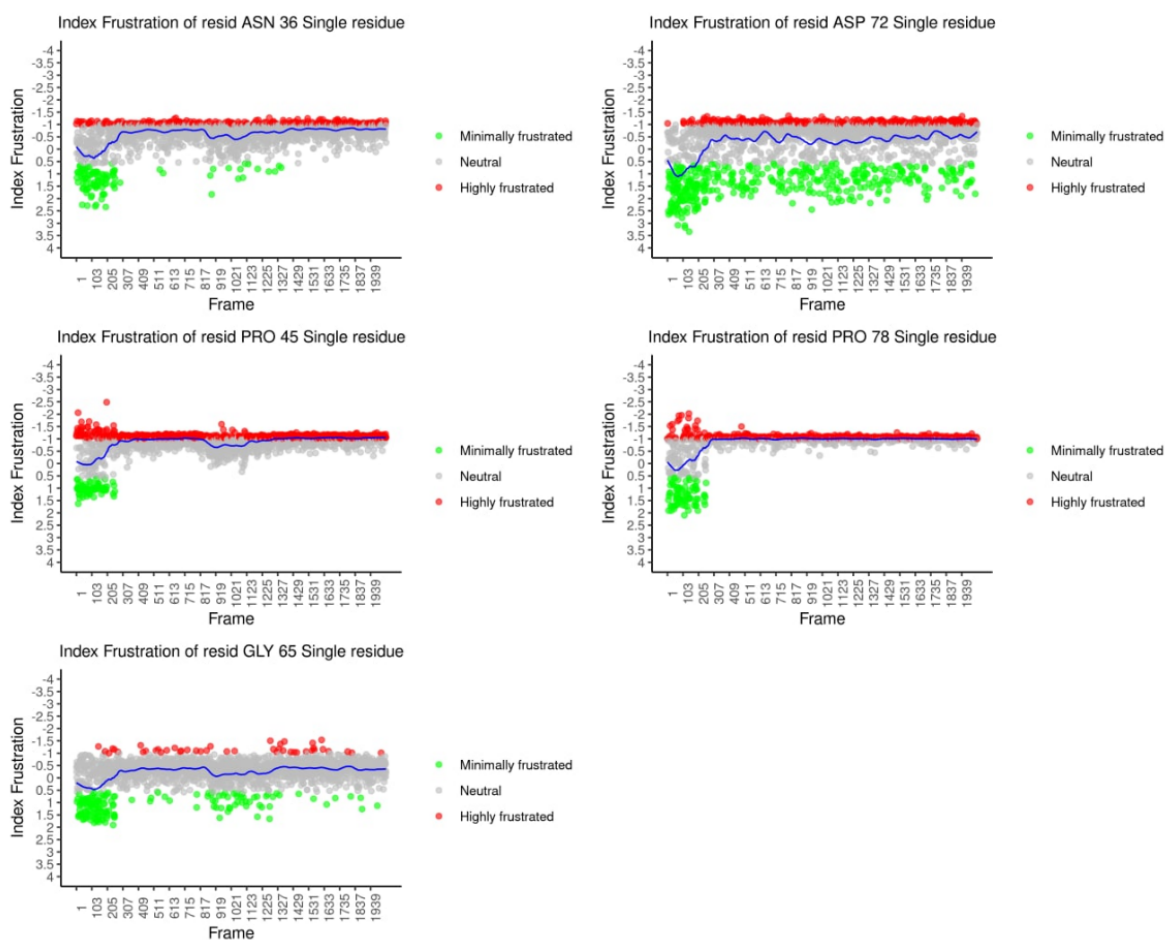 Index Frustration of resid ASN 36 Single residue
Index Frustration
-4
-3.5
-3
-2.5
-2
-1.5
-1
-0.5
0
0.5
1
1.5
2
2.5
3
3.5
4
1 103 205 307 409 511 613 715 817 919 1021 1123 1225 1327 1429 1531 1633 1735 1837 1939
Frame
Minimally frustrated
Neutral
Highly frustrated
Index Frustration of resid ASP 72 Single residue
Index Frustration
-4
-3.5
-3
-2.5
-2
-1.5
-1
-0.5
0
0.5
1
1.5
2
2.5
3
3.5
4
1 103 205 307 409 511 613 715 817 919 1021 1123 1225 1327 1429 1531 1633 1735 1837 1939
Frame
Minimally frustrated
Neutral
Highly frustrated
Index Frustration of resid PRO 45 Single residue
Index Frustration
-4
-3.5
-3
-2.5
-2
-1.5
-1
-0.5
0
0.5
1
1.5
2
2.5
3
3.5
4
1 103 205 307 409 511 613 715 817 919 1021 1123 1225 1327 1429 1531 1633 1735 1837 1939
Frame
Minimally frustrated
Neutral
Highly frustrated
Index Frustration of resid PRO 78 Single residue
Index Frustration
-4
-3.5
-3
-2.5
-2
-1.5
-1
-0.5
0
0.5
1
1.5
2
2.5
3
3.5
4
1 103 205 307 409 511 613 715 817 919 1021 1123 1225 1327 1429 1531 1633 1735 1837 1939
Frame
Minimally frustrated
Neutral
Highly frustrated
Index Frustration of resid GLY 65 Single residue
Index Frustration
-4
-3.5
-3
-2.5
-2
-1.5
-1
-0.5
0
0.5
1
1.5
2
2.5
3
3.5
4
1 103 205 307 409 511 613 715 817 919 1021 1123 1225 1327 1429 1531 1633 1735 1837 1939
Frame
Minimally frustrated
Neutral
Highly frustrated